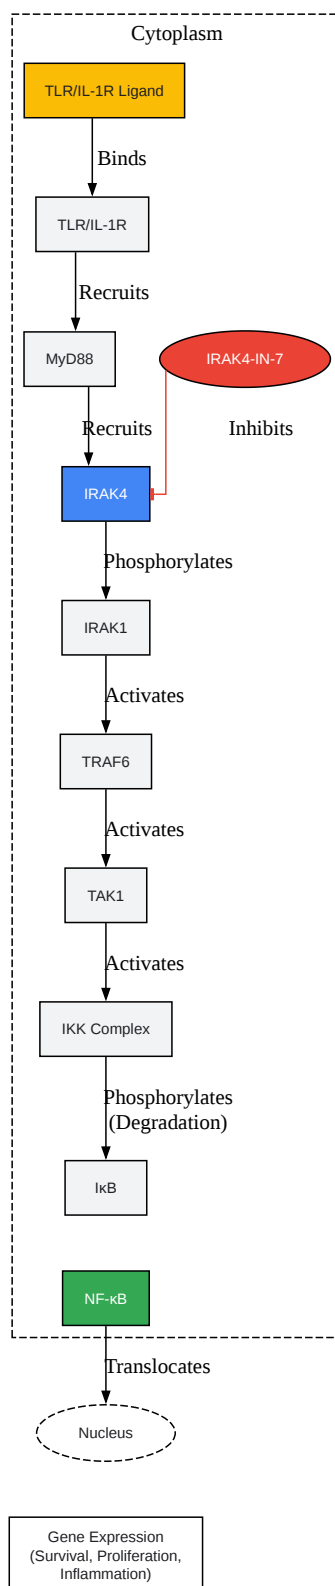 Cytoplasm
TLR/IL-1R Ligand
Binds
TLR/IL-1R
Recruits
MyD88
IRAK4-IN-7
Recruits
Inhibits
IRAK4
Phosphorylates
IRAK1
Activates
TRAF6
Activates
TAK1
Activates
IKK Complex
Phosphorylates
(Degradation)
IκB
NF-κB
Translocates
Nucleus
Gene Expression
(Survival, Proliferation,
Inflammation)